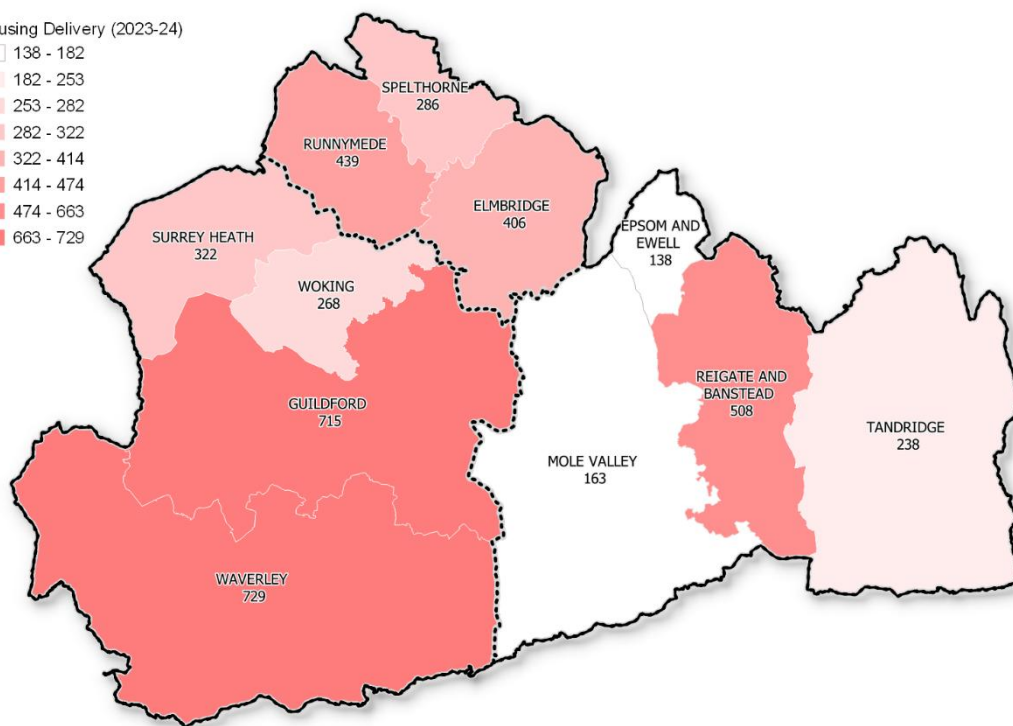 using Delivery (2023-24)
138 - 182
182 - 253
253 - 282
282 - 322
322 - 414
414 - 474
474 - 663
663 - 729
SPELTHORNE
286
RUNNYMEDE
439
ELMBRIDGE
406
EPSOM AND
EWELL
138
SURREY HEATH
322
WOKING
268
REIGATE AND
BANSTEAD
508
GUILDFORD
715
TANDRIDGE
238
MOLE VALLEY
163
WAVERLEY
729